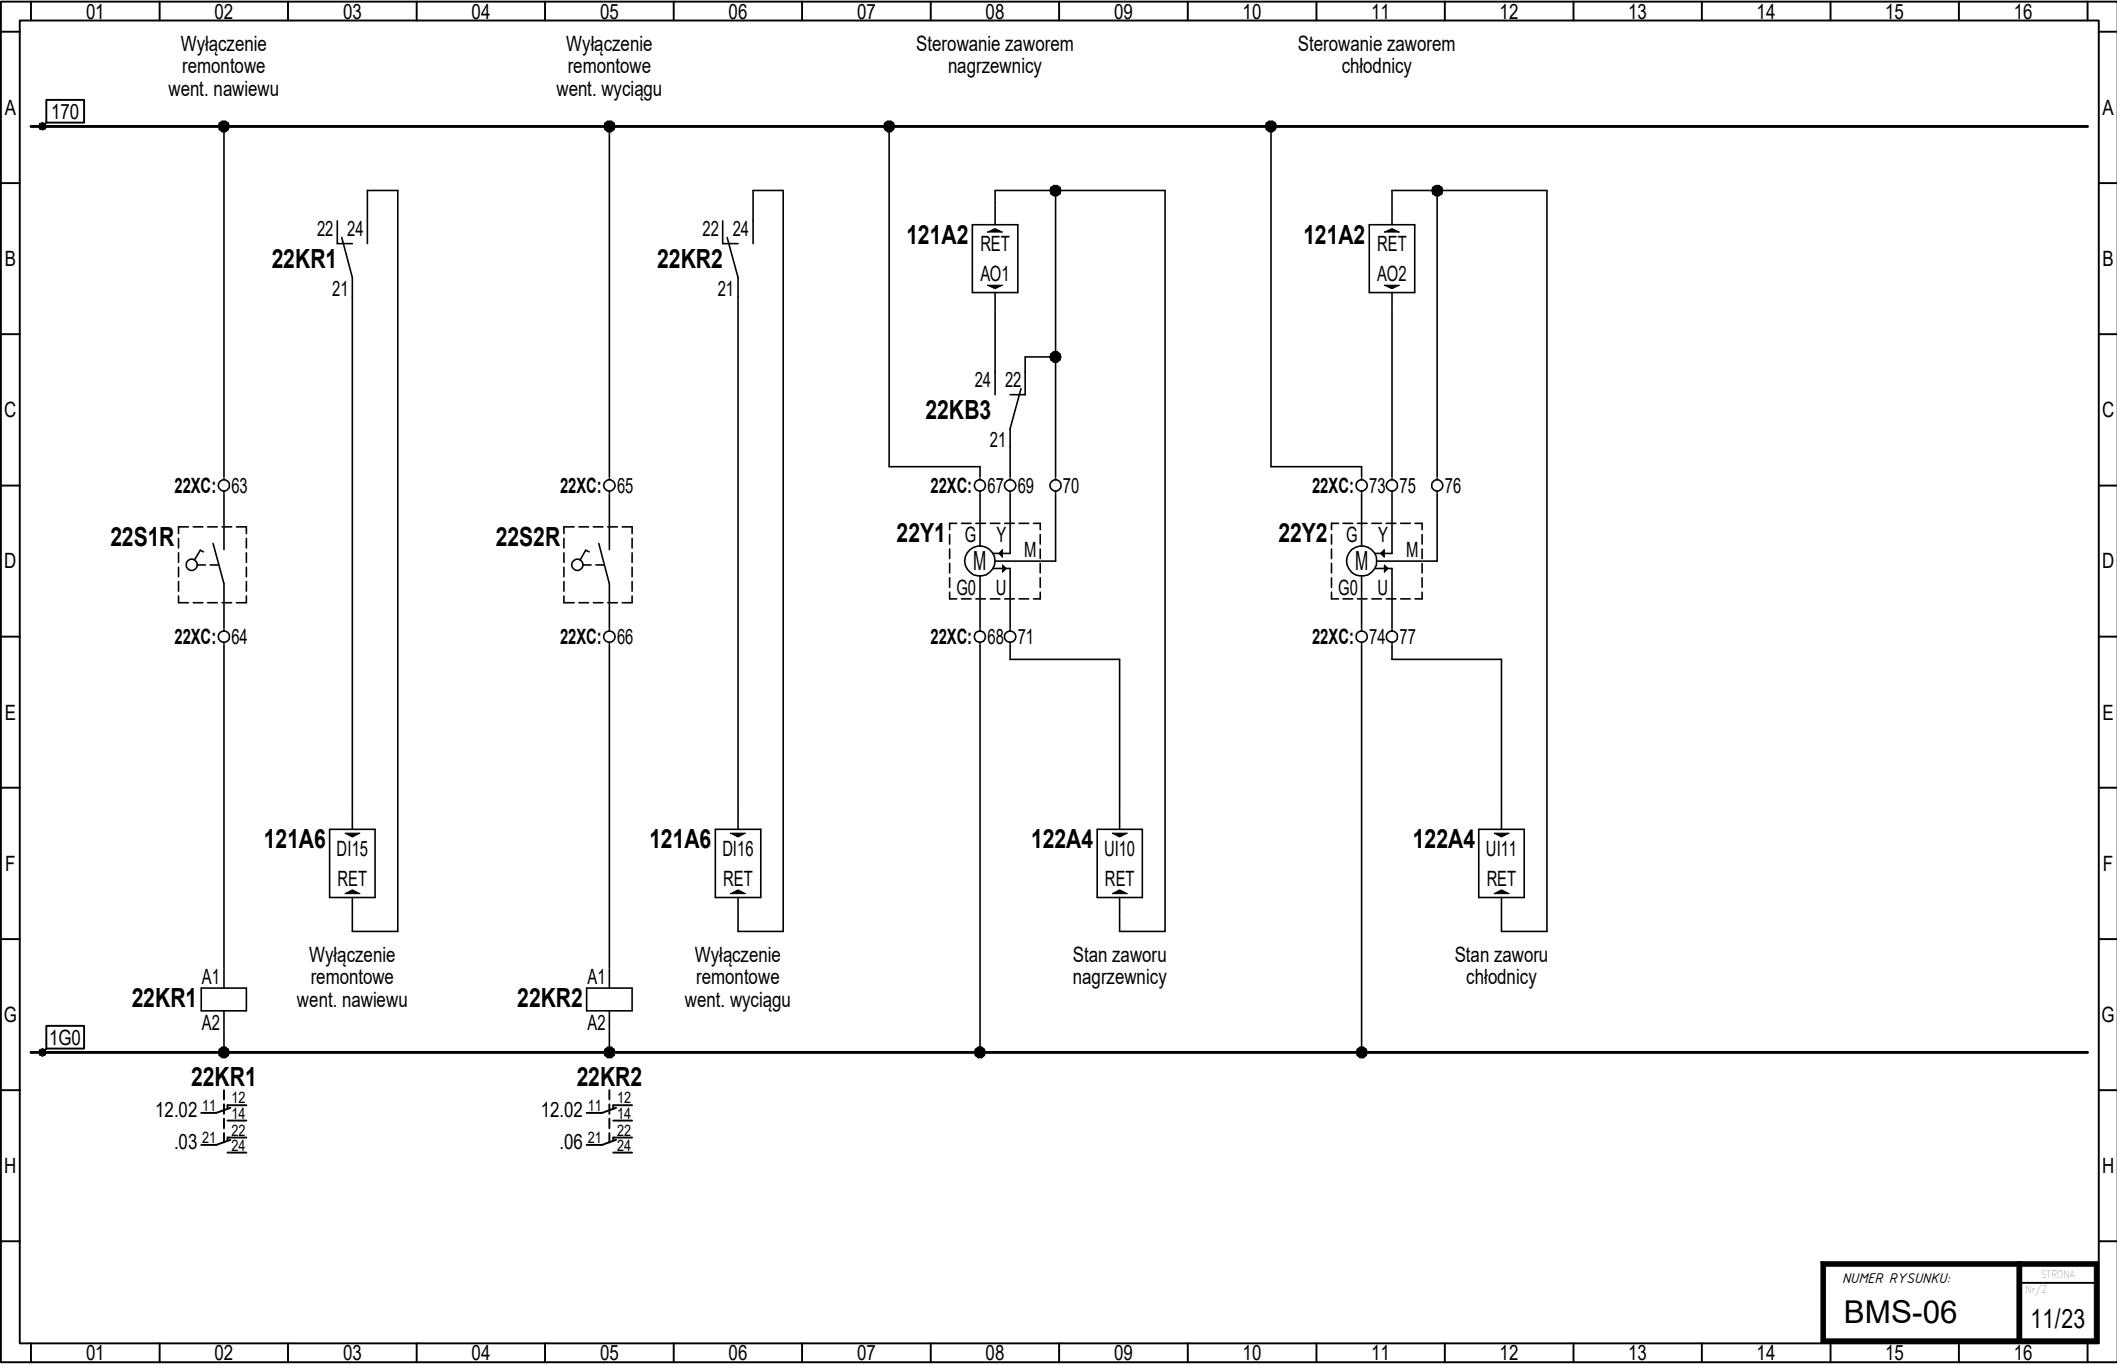 01 02 03 04 05 06 07 08 09 10 11 12 13 14 15 16
Wyłączenie
remontowe
went. nawiewu
Wyłączenie
remontowe
went. wyciągu
Sterowanie zaworem
nagrzewnicy
Sterowanie zaworem
chłodnicy
A
170
A
22 24
22KR1
21
22 24
22KR2
21
121A2
RET
AO1
121A2
RET
AO2
B
B
24 22
22KB3
21
C
C
22XC: 63
22XC: 65
22XC: 67 69 70
22XC: 73 75 76
22S1R
22S2R
22Y1
G Y
M M
G0 U
22Y2
G Y
M M
G0 U
D
D
22XC: 64
22XC: 66
22XC: 68 71
22XC: 74 77
E
E
121A6
DI15
RET
121A6
DI16
RET
122A4
UI10
RET
122A4
UI11
RET
F
F
Wyłączenie
remontowe
went. nawiewu
Wyłączenie
remontowe
went. wyciągu
Stan zaworu
nagrzewnicy
Stan zaworu
chłodnicy
A1
22KR1
A2
A1
22KR2
A2
G
G
1G0
22KR1
12.02 11 12
14
.03 21 22
24
22KR2
12.02 11 12
14
.06 21 22
24
H
H
NUMER RYSUNKU:
BMS-06
STRONA
Nr/Z
11/23
01 02 03 04 05 06 07 08 09 10 11 12 13 14 15 16